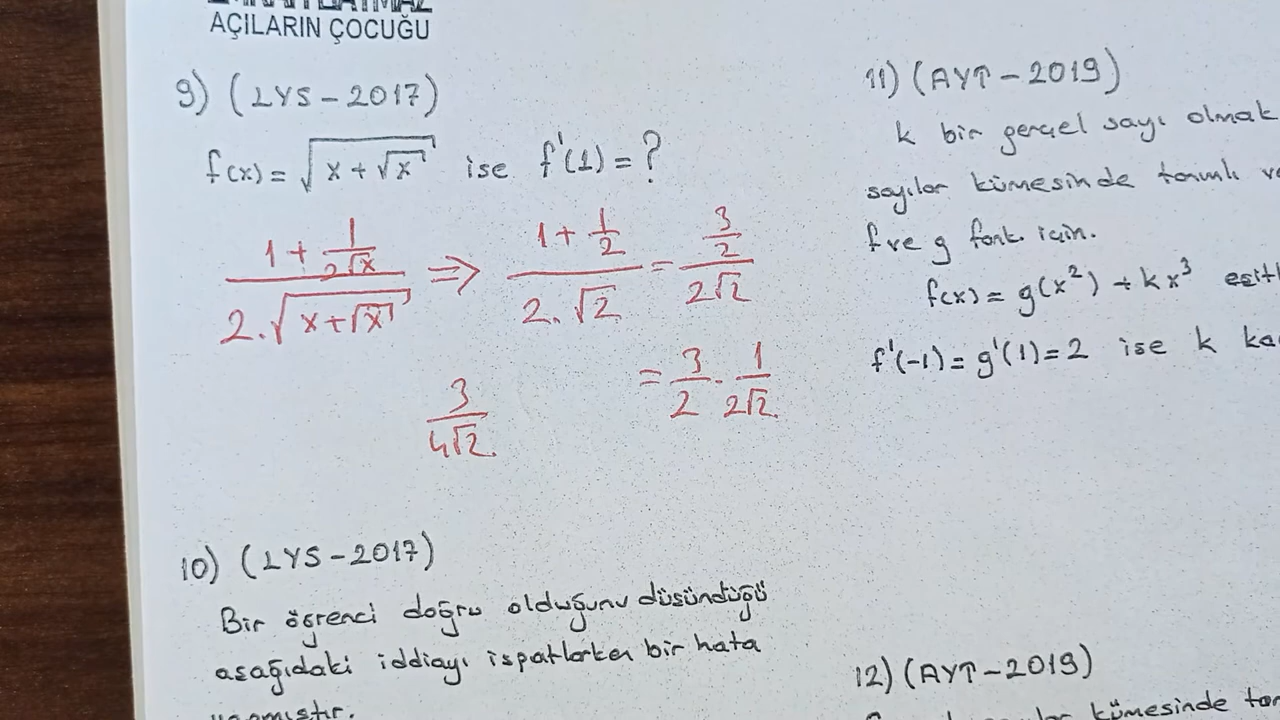 AÇILARIN ÇOCUĞU
9) (LYS-2017)
f(x) = √(x+√x) ise f'(1) = ?
(1 + 1/(2√x)) / (2.√(x+√x)) ⇒ (1 + 1/2) / (2.√2) = (3/2) / (2√2)
= 3/2 . 1/(2√2)
3/(4√2)
10) (LYS-2017)
Bir öğrenci doğru olduğunu düşündüğü
aşağıdaki iddiayı ispatlarken bir hata
11) (AYT-2019)
k bir gerçel sayı olmak
sayılar kümesinde tanımlı
f ve g fonk. için.
f(x) = g(x²) + kx³
f'(-1) = g'(1) = 2 ise k
12) (AYT-2019)
kümesinde